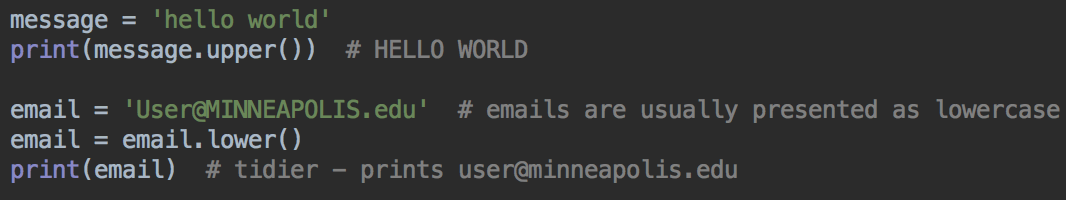 message = 'hello world'
print(message.upper())  # HELLO WORLD

email = 'User@MINNEAPOLIS.edu'  # emails are usually presented as lowercase
email = email.lower()
print(email)  # tidier – prints user@minneapolis.edu